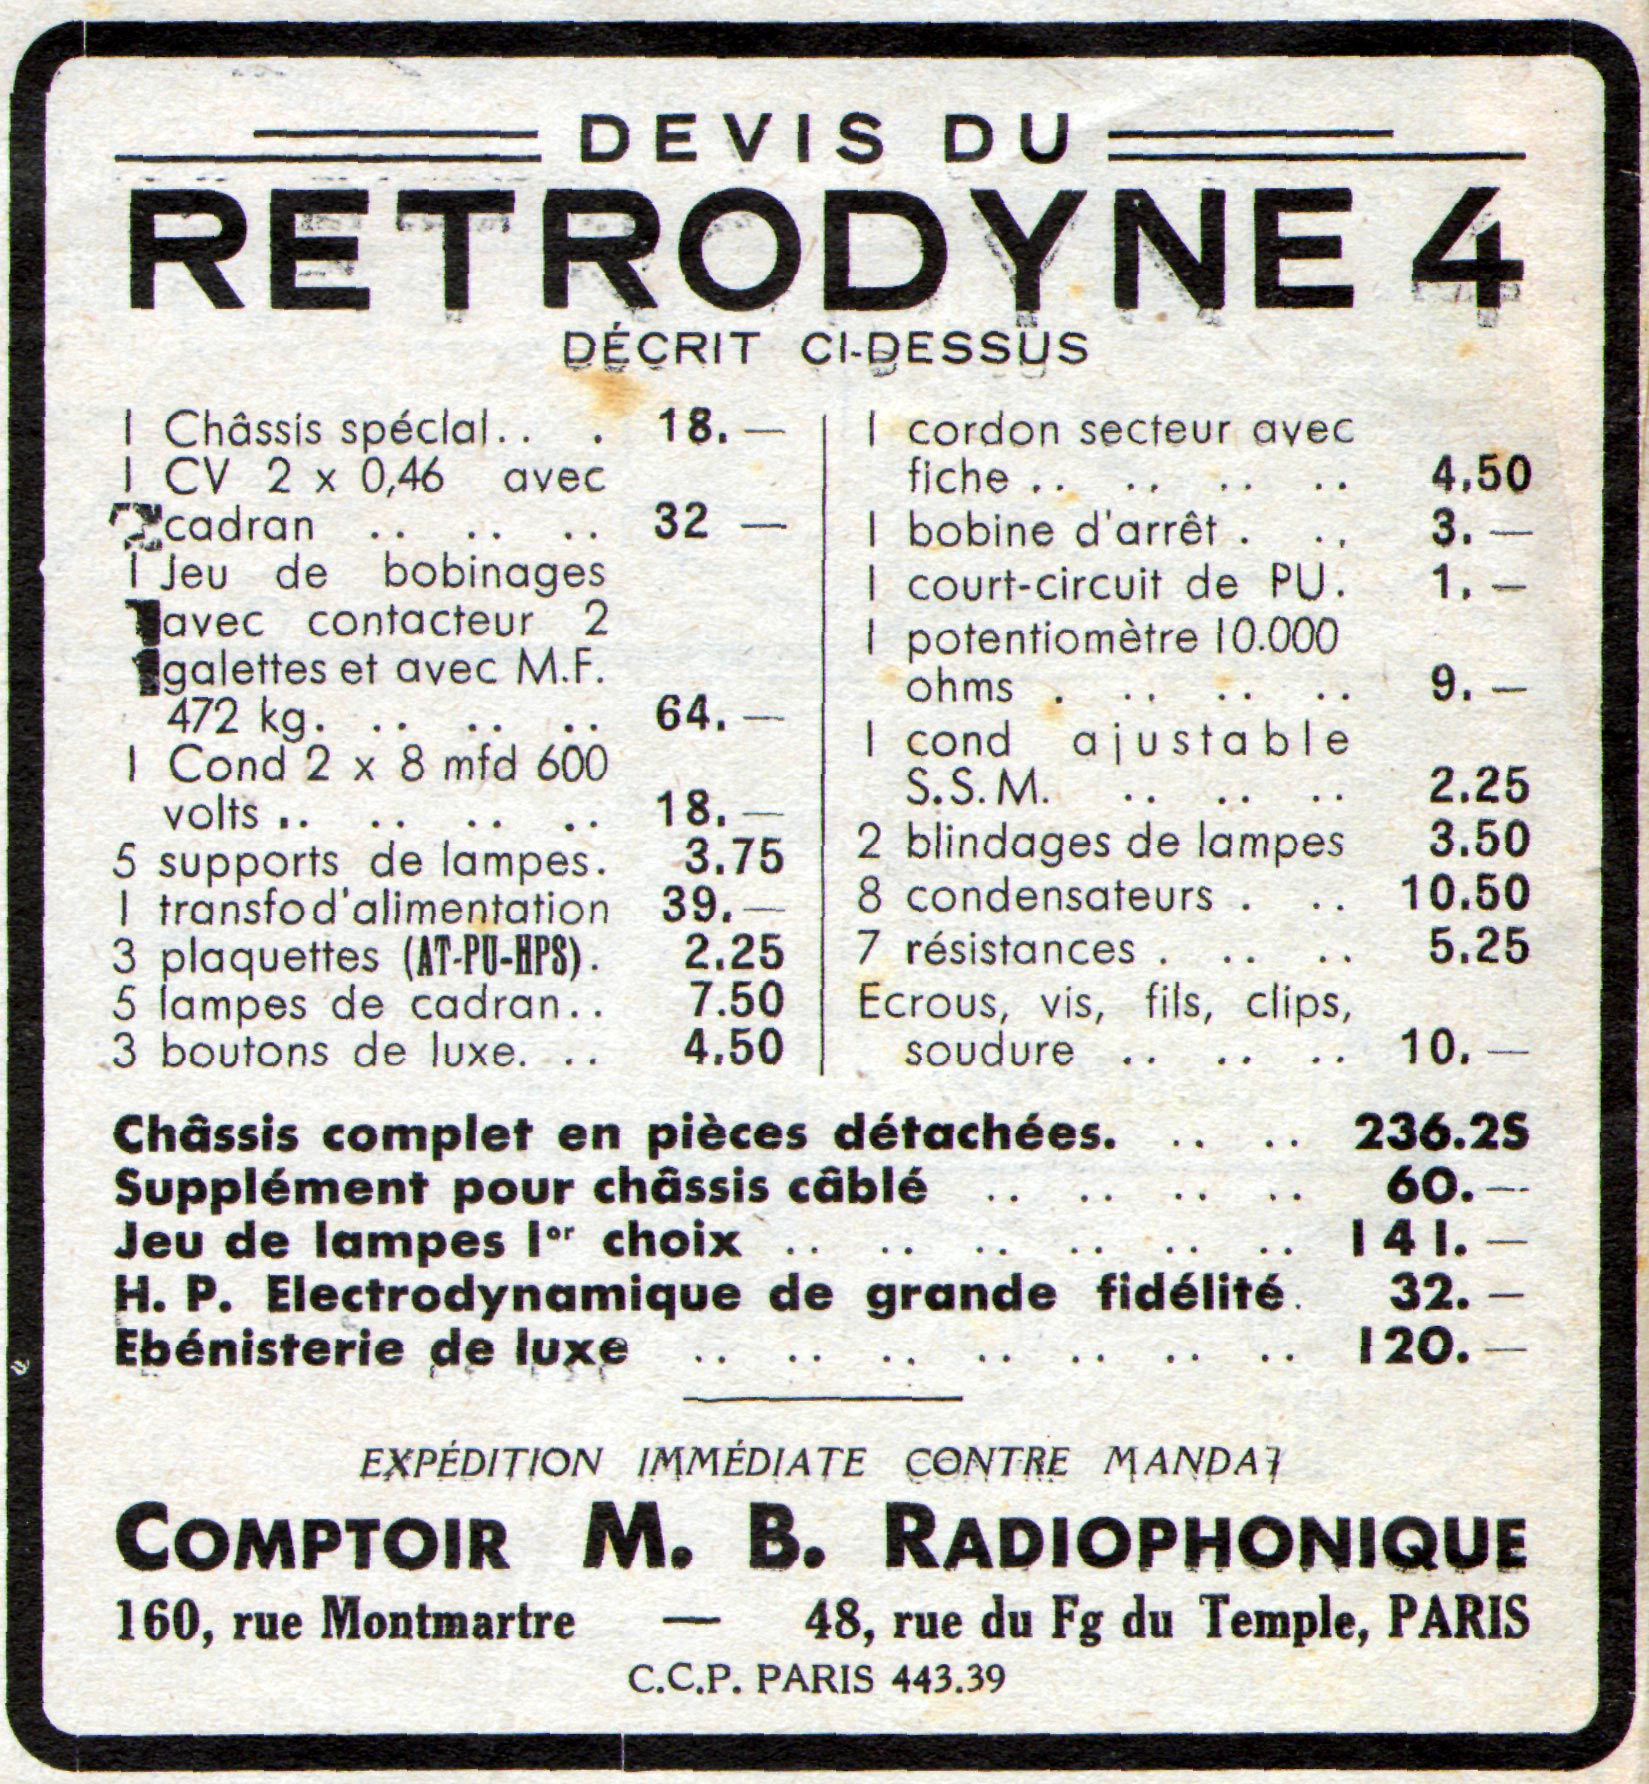 DEVIS DU
RETRODYNE 4
DÉCRIT CI-DESSUS
1 Châssis spécial.. . 18.—
1 CV 2 x 0,46 avec
cadran .. .. .. 32 —
1 Jeu de bobinages
avec contacteur 2
galettes et avec M.F.
472 kg. .. .. .. 64.—
1 Cond 2 x 8 mfd 600
volts .. .. .. .. 18.—
5 supports de lampes. 3.75
1 transfo d'alimentation 39.—
3 plaquettes (AT-PU-HPS). 2.25
5 lampes de cadran.. 7.50
3 boutons de luxe. .. 4.50
1 cordon secteur avec
fiche .. .. .. .. 4.50
1 bobine d'arrêt . .. 3.—
1 court-circuit de PU. 1.—
1 potentiomètre 10.000
ohms . .. .. .. 9.—
1 cond ajustable
S.S.M. .. .. .. 2.25
2 blindages de lampes 3.50
8 condensateurs . .. 10.50
7 résistances . .. .. 5.25
Ecrous, vis, fils, clips,
soudure .. .. .. 10.—
Châssis complet en pièces détachées. .. .. 236.25
Supplément pour châssis câblé .. .. .. .. 60.—
Jeu de lampes 1er choix .. .. .. .. .. .. 141.—
H. P. Electrodynamique de grande fidélité. 32.—
Ebénisterie de luxe .. .. .. .. .. .. .. 120.—
EXPÉDITION IMMÉDIATE CONTRE MANDAT
COMPTOIR M. B. RADIOPHONIQUE
160, rue Montmartre — 48, rue du Fg du Temple, PARIS
C.C.P. PARIS 443.39